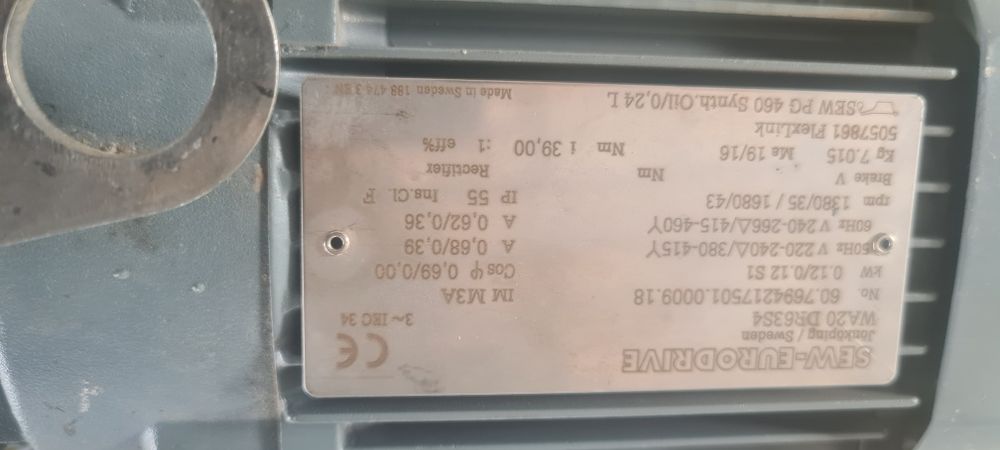 SEW-EURODRIVE
Jönköping / Sweden
CE
WA20 DR63S4
3~ IEC 34
No. 60.7694217501.0009.18
IM M3A
kW 0.12/0.12 S1
Cos φ 0,69/0,00
50Hz V 220-240Δ/380-415Y
A 0,68/0,39
60Hz V 240-266Δ/415-460Y
A 0,62/0,36
rpm 1380/35 / 1680/43
IP 55 Ins.Cl. F
Brake V Nm Rectifier
Kg 7.015 Ma 19/16 Nm i 39,00 :1 eff%
5057861 FlexLink
SEW PG 460 Synth.Oil/0,24 L
Made in Sweden 188 474 3 EN